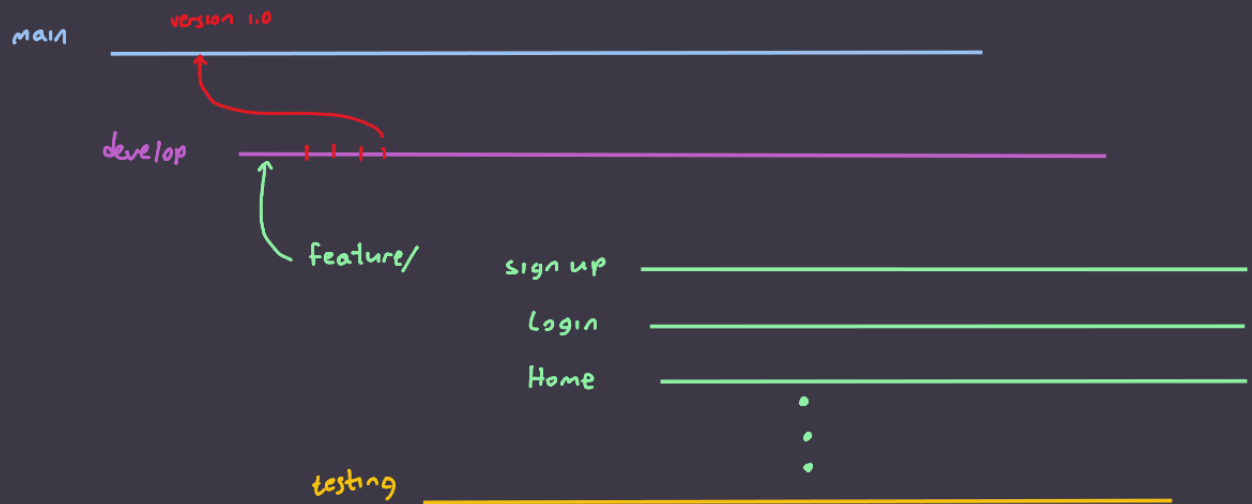 version 1.0
main
develop
feature/
sign up
Login
Home
testing